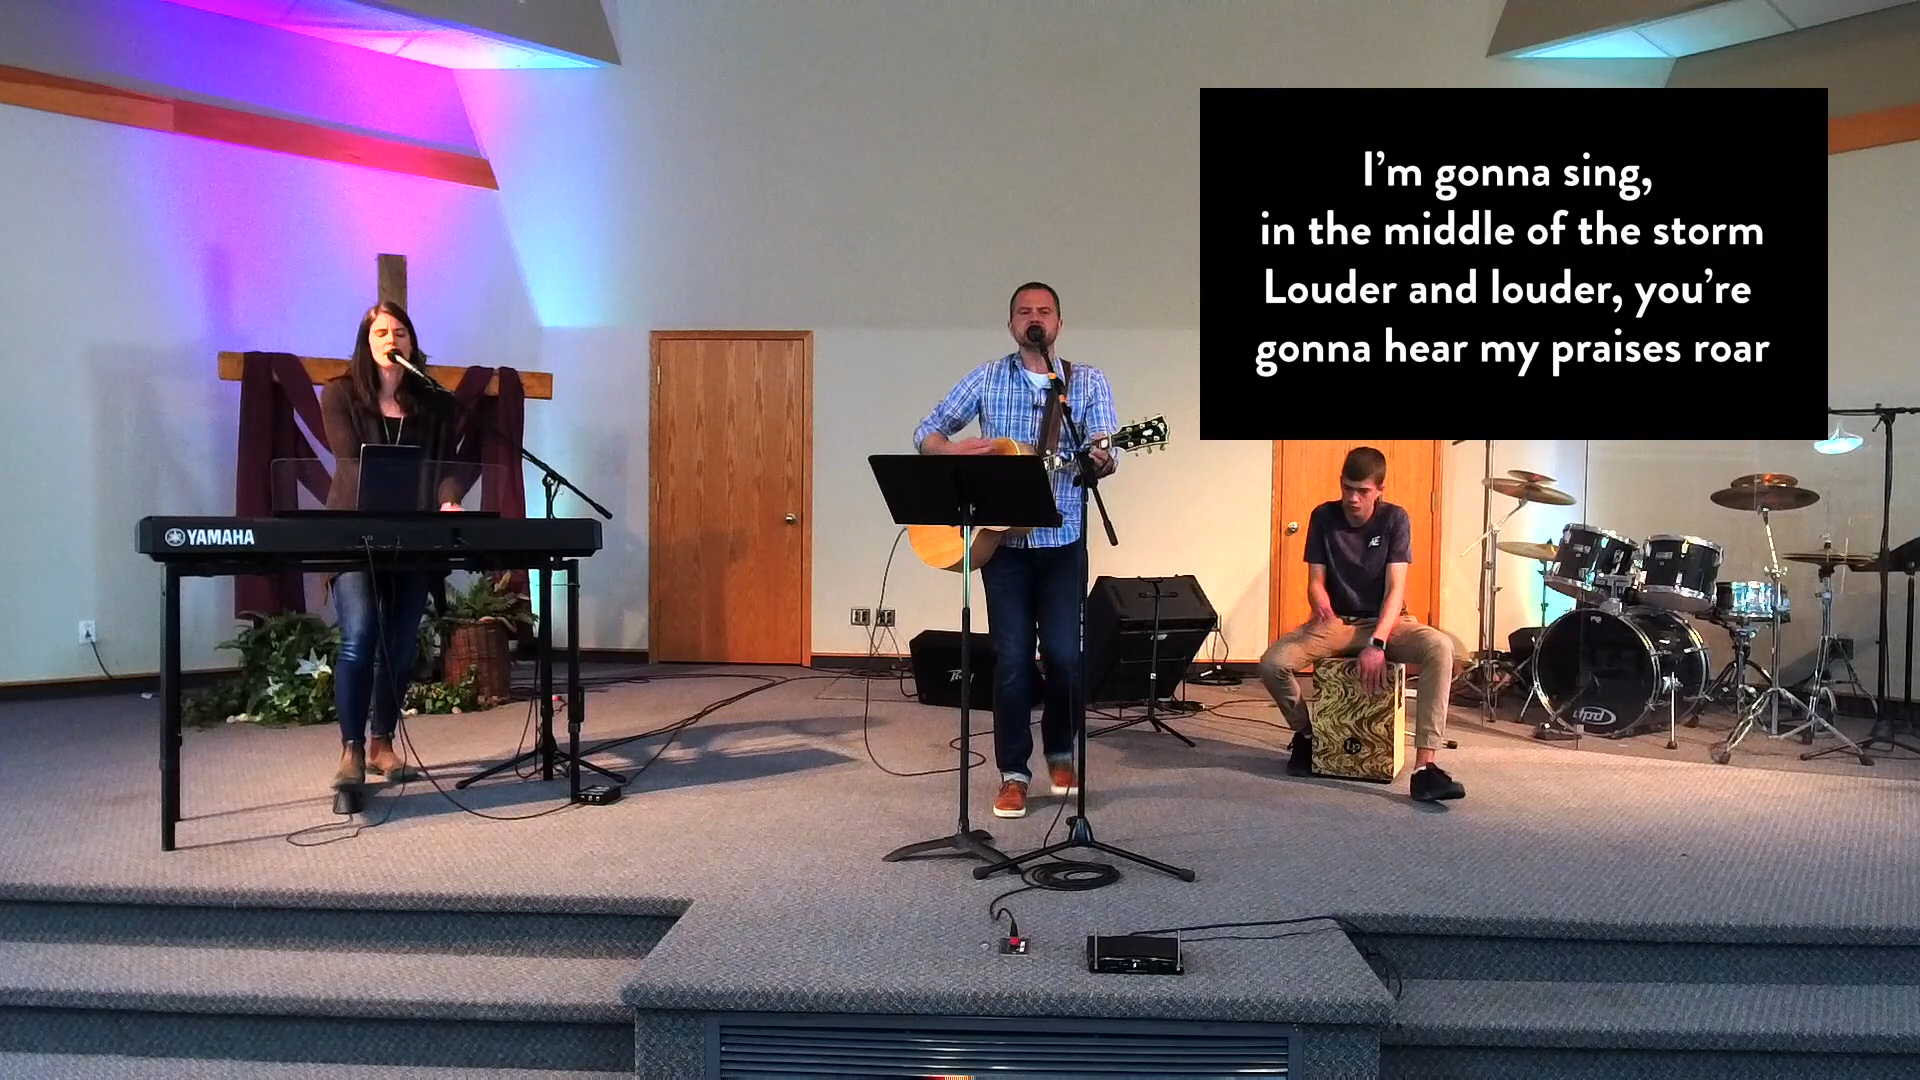 I'm gonna sing,
in the middle of the storm
Louder and louder, you're
gonna hear my praises roar
YAMAHA
LP